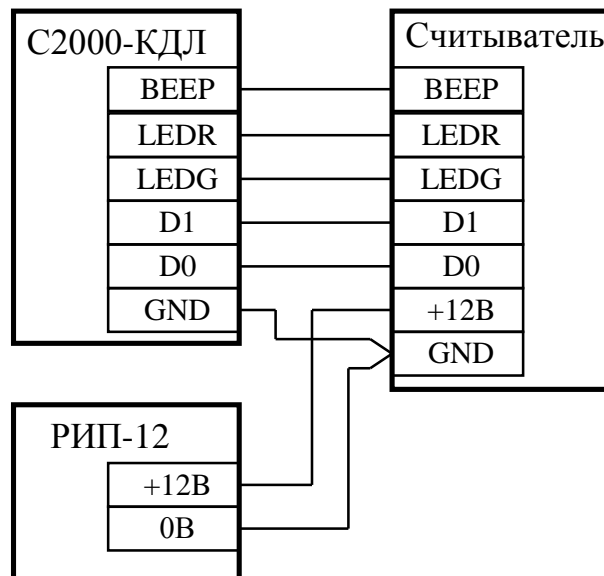 С2000-КДЛ
BEEP
LEDR
LEDG
D1
D0
GND
Считыватель
BEEP
LEDR
LEDG
D1
D0
+12В
GND
РИП-12
+12В
0В